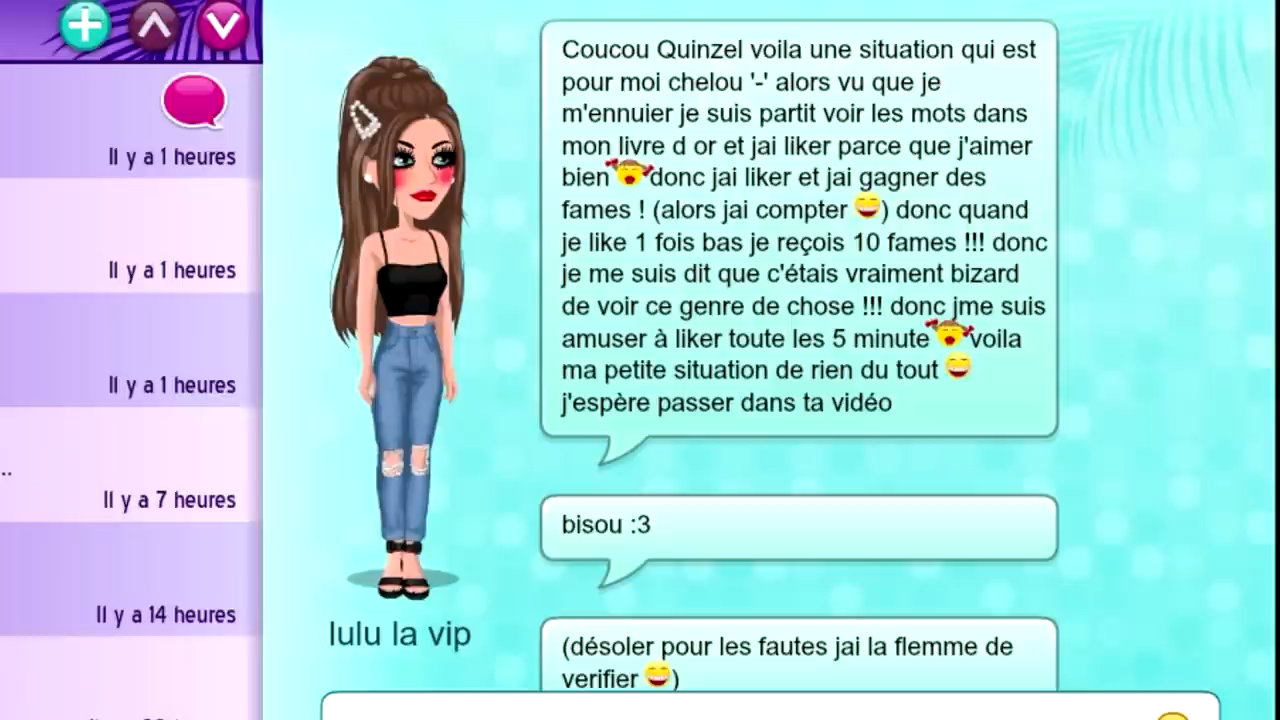 Il y a 1 heures
Il y a 1 heures
Il y a 1 heures
..
Il y a 7 heures
Il y a 14 heures
lulu la vip
Coucou Quinzel voila une situation qui est
pour moi chelou '-' alors vu que je
m'ennuier je suis partit voir les mots dans
mon livre d or et jai liker parce que j'aimer
bien donc jai liker et jai gagner des
fames ! (alors jai compter ) donc quand
je like 1 fois bas je reçois 10 fames !!! donc
je me suis dit que c'étais vraiment bizard
de voir ce genre de chose !!! donc jme suis
amuser à liker toute les 5 minute voila
ma petite situation de rien du tout
j'espère passer dans ta vidéo
bisou :3
(désoler pour les fautes jai la flemme de
verifier )